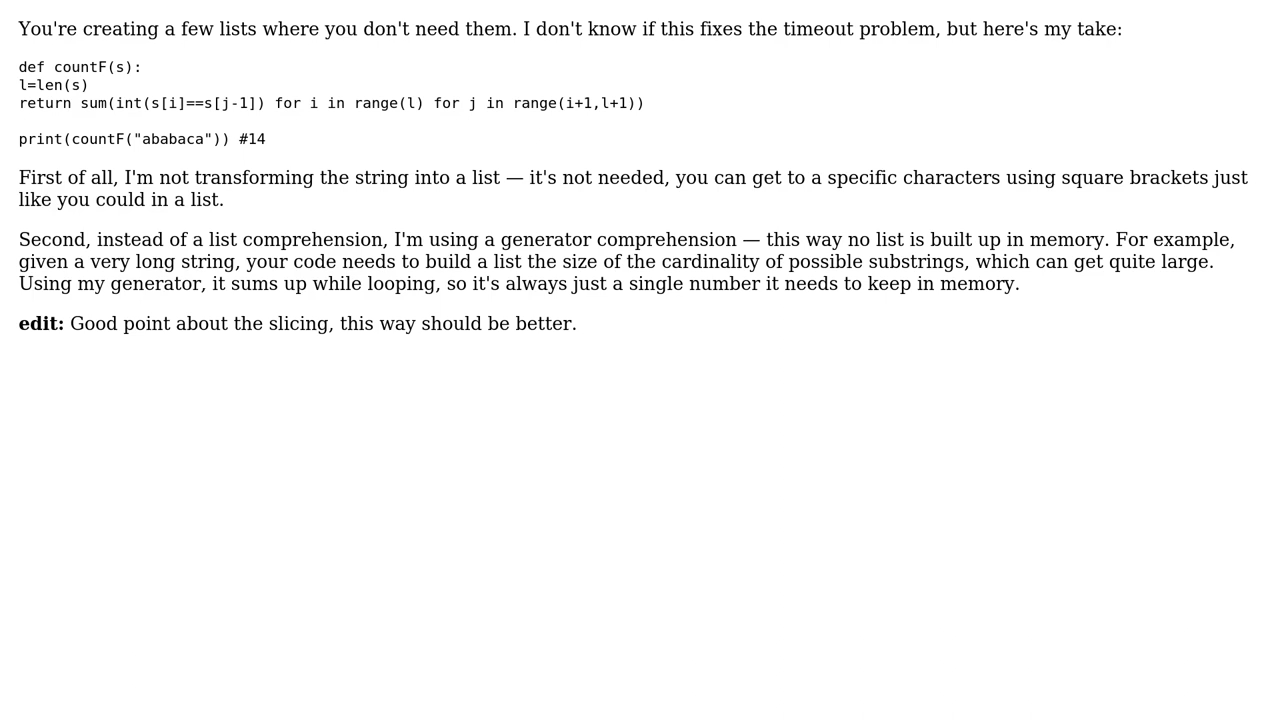 You're creating a few lists where you don't need them. I don't know if this fixes the timeout problem, but here's my take:
def countF(s):
l=len(s)
return sum(int(s[i]==s[j-1]) for i in range(l) for j in range(i+1,l+1))
print(countF("ababaca")) #14
First of all, I'm not transforming the string into a list — it's not needed, you can get to a specific characters using square brackets just
like you could in a list.
Second, instead of a list comprehension, I'm using a generator comprehension — this way no list is built up in memory. For example,
given a very long string, your code needs to build a list the size of the cardinality of possible substrings, which can get quite large.
Using my generator, it sums up while looping, so it's always just a single number it needs to keep in memory.
edit: Good point about the slicing, this way should be better.